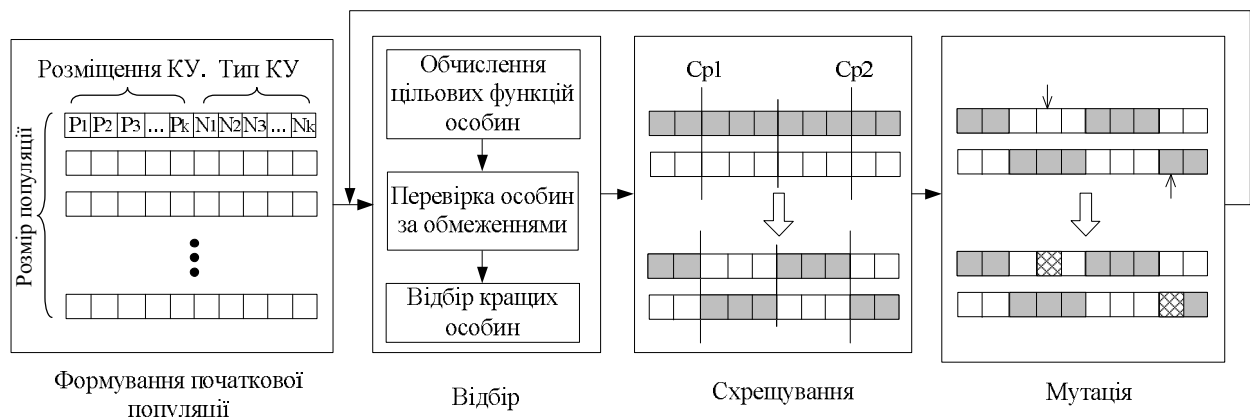 Розміщення КУ. Тип КУ
P1 P2 P3 ... Pk N1 N2 N3 ... Nk
Розмір популяції
Формування початкової
популяції
Обчислення
цільових функцій
особин
Перевірка особин
за обмеженнями
Відбір кращих
особин
Відбір
Ср1 Ср2
Схрещування
Мутація